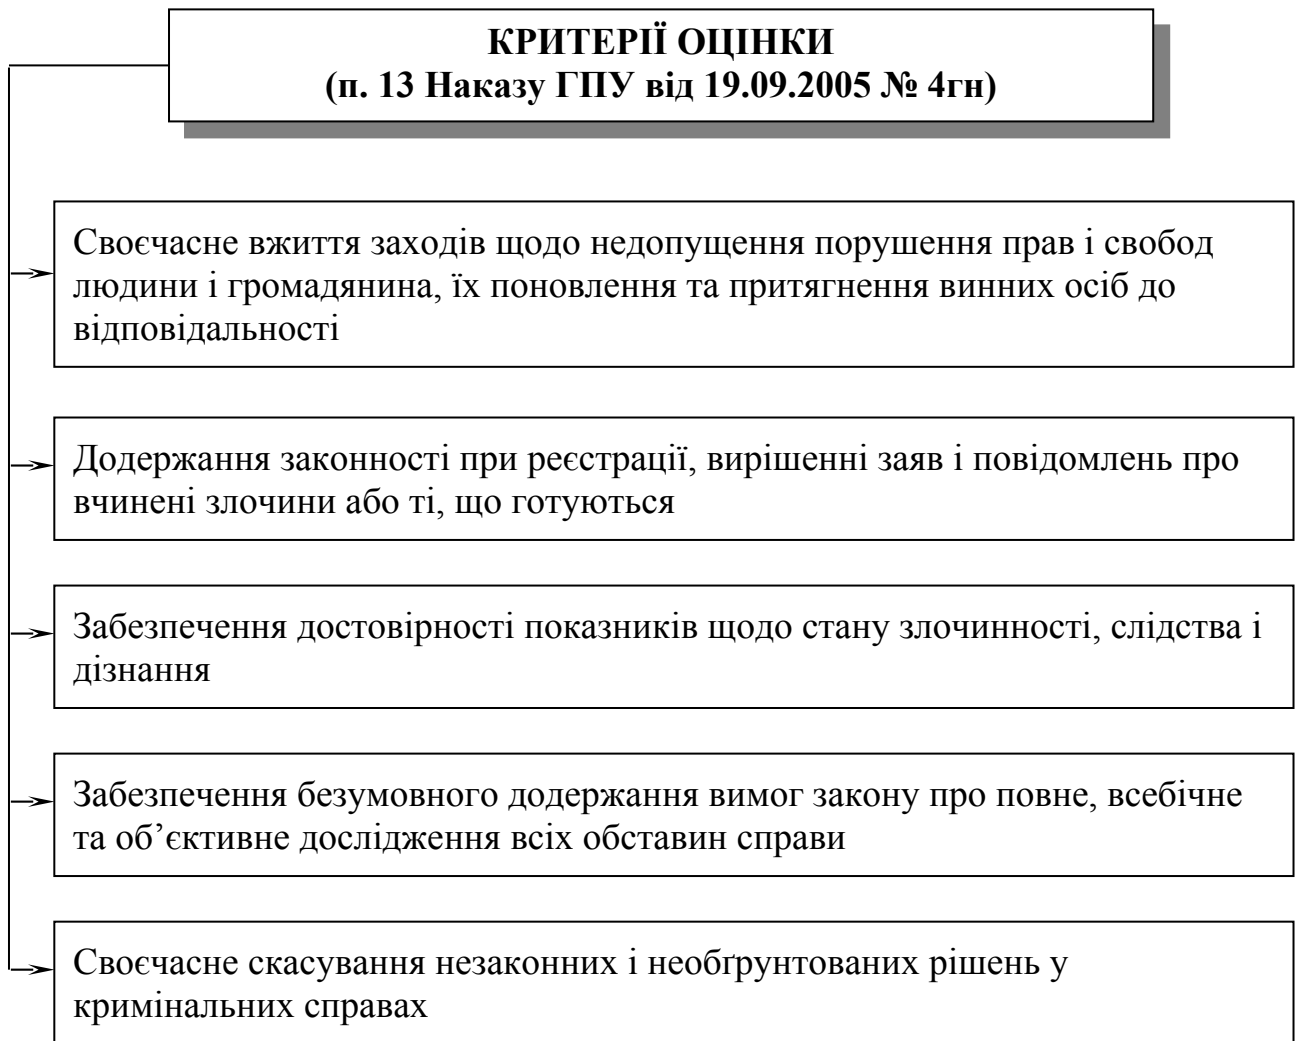 КРИТЕРІЇ ОЦІНКИ
(п. 13 Наказу ГПУ від 19.09.2005 № 4гн)
Своєчасне вжиття заходів щодо недопущення порушення прав і свобод
людини і громадянина, їх поновлення та притягнення винних осіб до
відповідальності
Додержання законності при реєстрації, вирішенні заяв і повідомлень про
вчинені злочини або ті, що готуються
Забезпечення достовірності показників щодо стану злочинності, слідства і
дізнання
Забезпечення безумовного додержання вимог закону про повне, всебічне
та об’єктивне дослідження всіх обставин справи
Своєчасне скасування незаконних і необґрунтованих рішень у
кримінальних справах